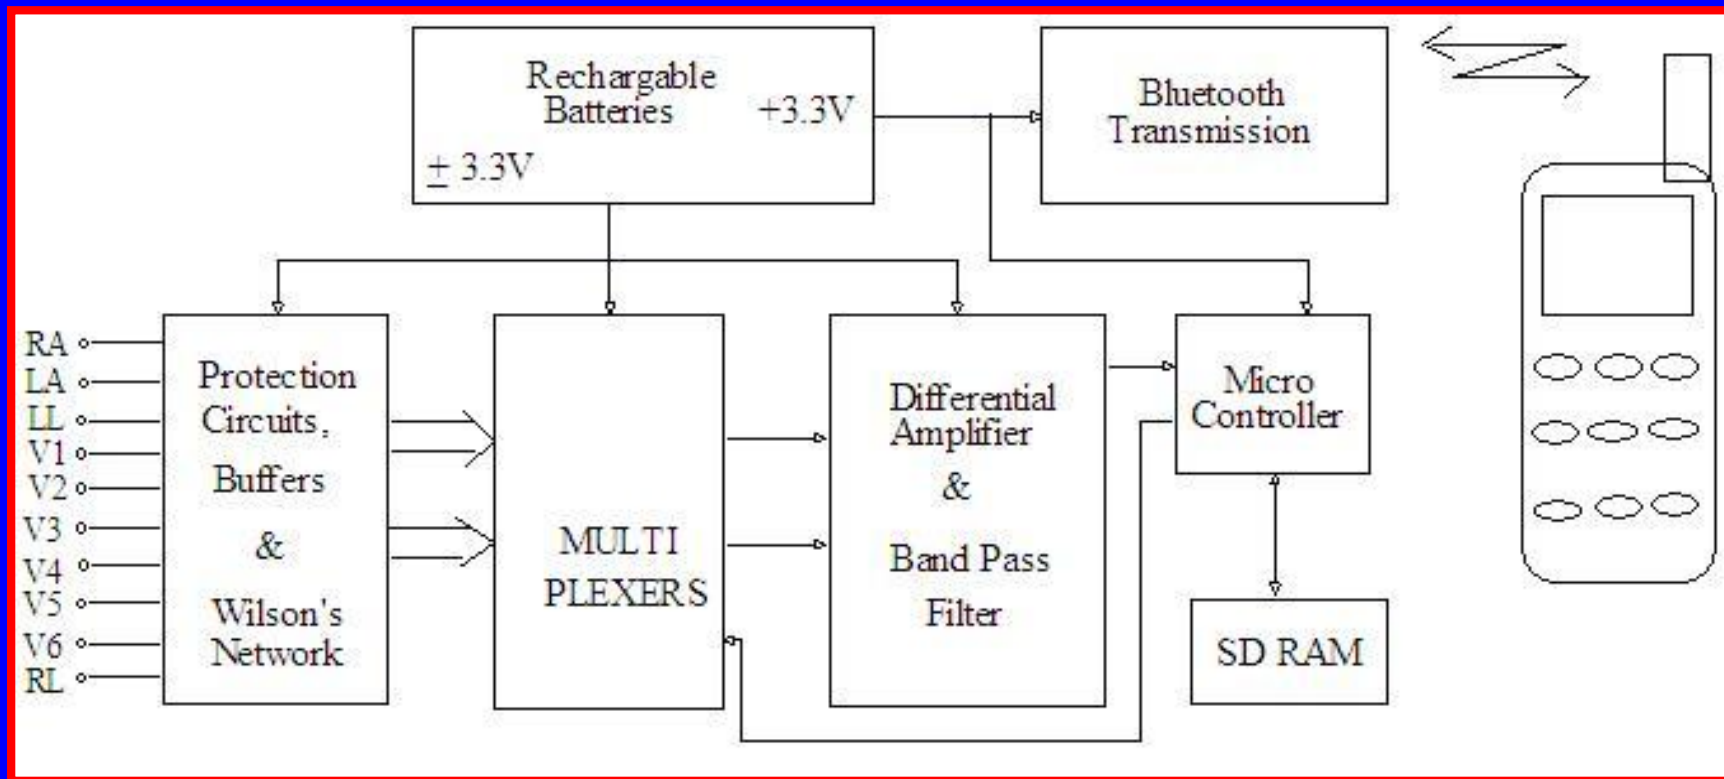 Rechargable
Batteries
+3.3V
± 3.3V
Bluetooth
Transmission
RA
LA
LL
V1
V2
V3
V4
V5
V6
RL
Protection
Circuits,
Buffers
&
Wilson's
Network
MULTI
PLEXERS
Differential
Amplifier
&
Band Pass
Filter
Micro
Controller
SD RAM